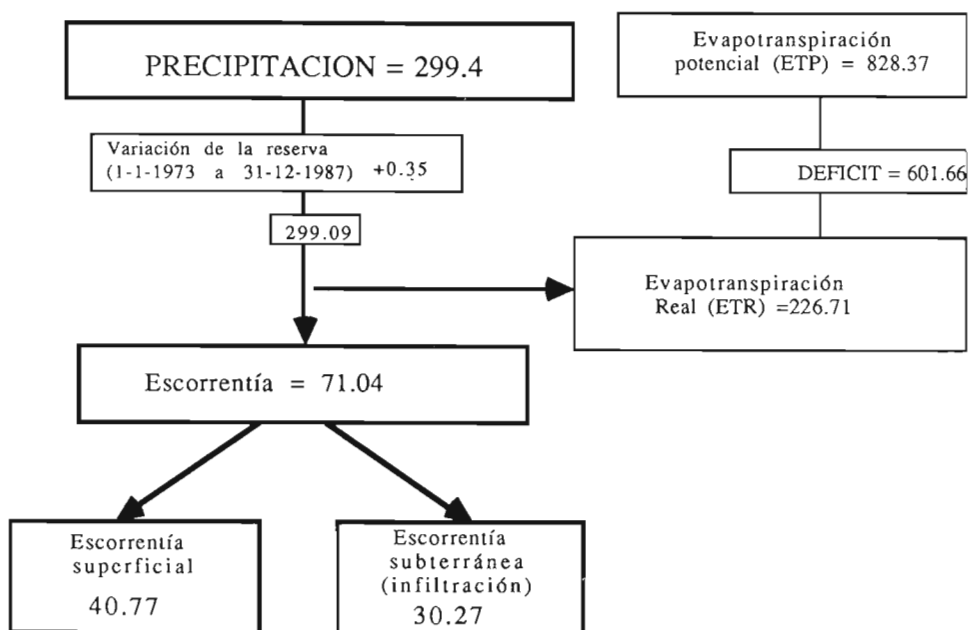 PRECIPITACION = 299.4
Evapotranspiración
potencial (ETP) = 828.37
Variación de la reserva
(1-1-1973 a 31-12-1987) +0.35
DEFICIT = 601.66
299.09
Evapotranspiración
Real (ETR) =226.71
Escorrentía = 71.04
Escorrentía
superficial
40.77
Escorrentía
subterránea
(infiltración)
30.27